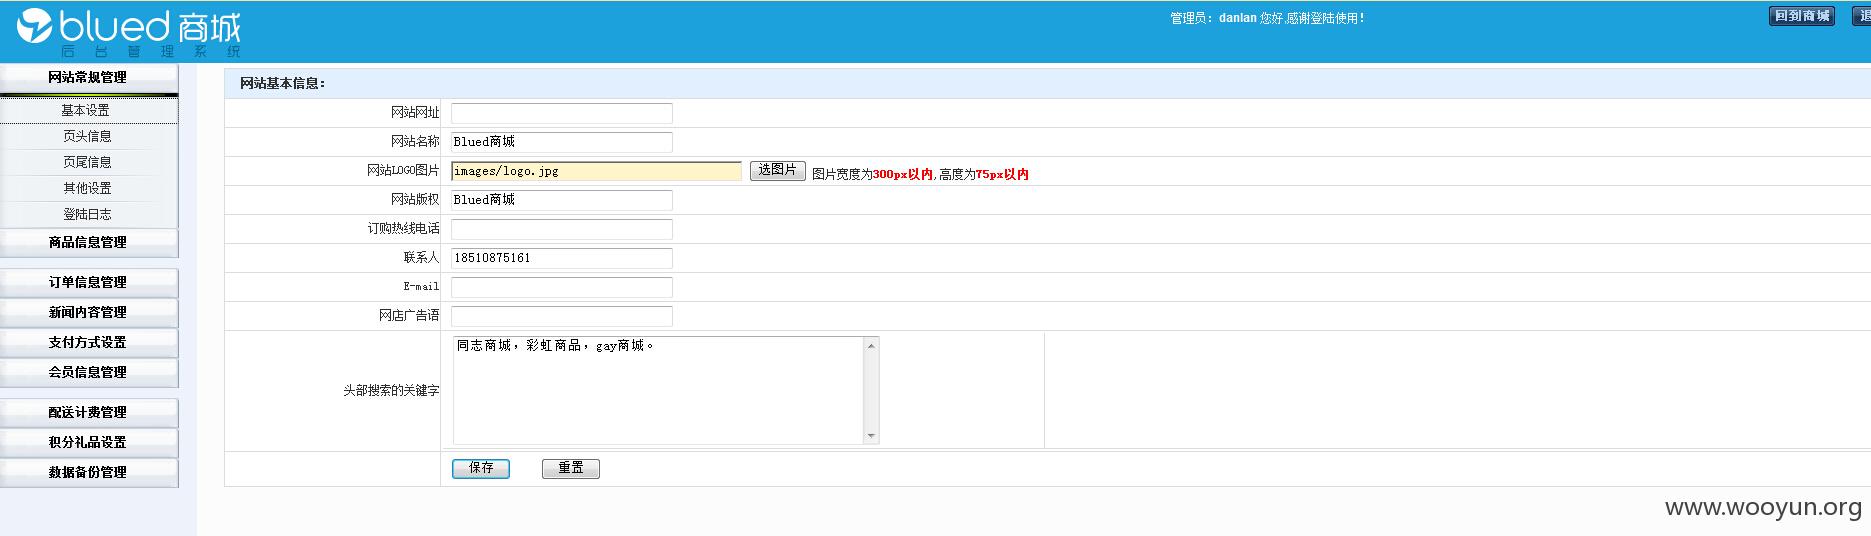 blued 商城
后台管理系统
管理员：danlan 您好,感谢登陆使用！
回到商城
网站常规管理
基本设置
页头信息
页尾信息
其他设置
登陆日志
商品信息管理
订单信息管理
新闻内容管理
支付方式设置
会员信息管理
配送计费管理
积分礼品设置
数据备份管理
网站基本信息：
网站网址
网站名称 Blued商城
网站LOGO图片 images/logo.jpg 选图片 图片宽度为300px以内,高度为75px以内
网站版权 Blued商城
订购热线电话
联系人 18510875161
E-mail
网店广告语
头部搜索的关键字 同志商城，彩虹商品，gay商城。
保存 重置
www.wooyun.org